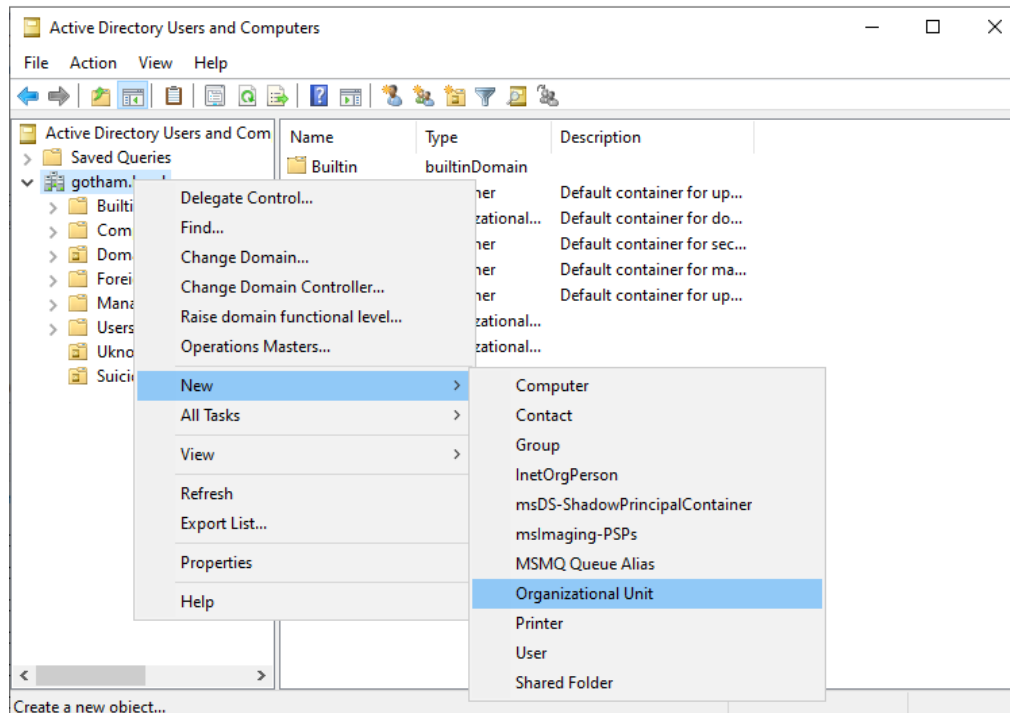 Active Directory Users and Computers
File Action View Help
Active Directory Users and Com
Saved Queries
gotham.
Builti
Com
Dom
Forei
Mana
Users
Ukno
Suici
Name Type Description
Builtin builtinDomain
ner Default container for up...
zational... Default container for do...
ner Default container for sec...
ner Default container for ma...
ner Default container for up...
zational...
zational...
Delegate Control...
Find...
Change Domain...
Change Domain Controller...
Raise domain functional level...
Operations Masters...
New
All Tasks
View
Refresh
Export List...
Properties
Help
Computer
Contact
Group
InetOrgPerson
msDS-ShadowPrincipalContainer
msImaging-PSPs
MSMQ Queue Alias
Organizational Unit
Printer
User
Shared Folder
Create a new object...